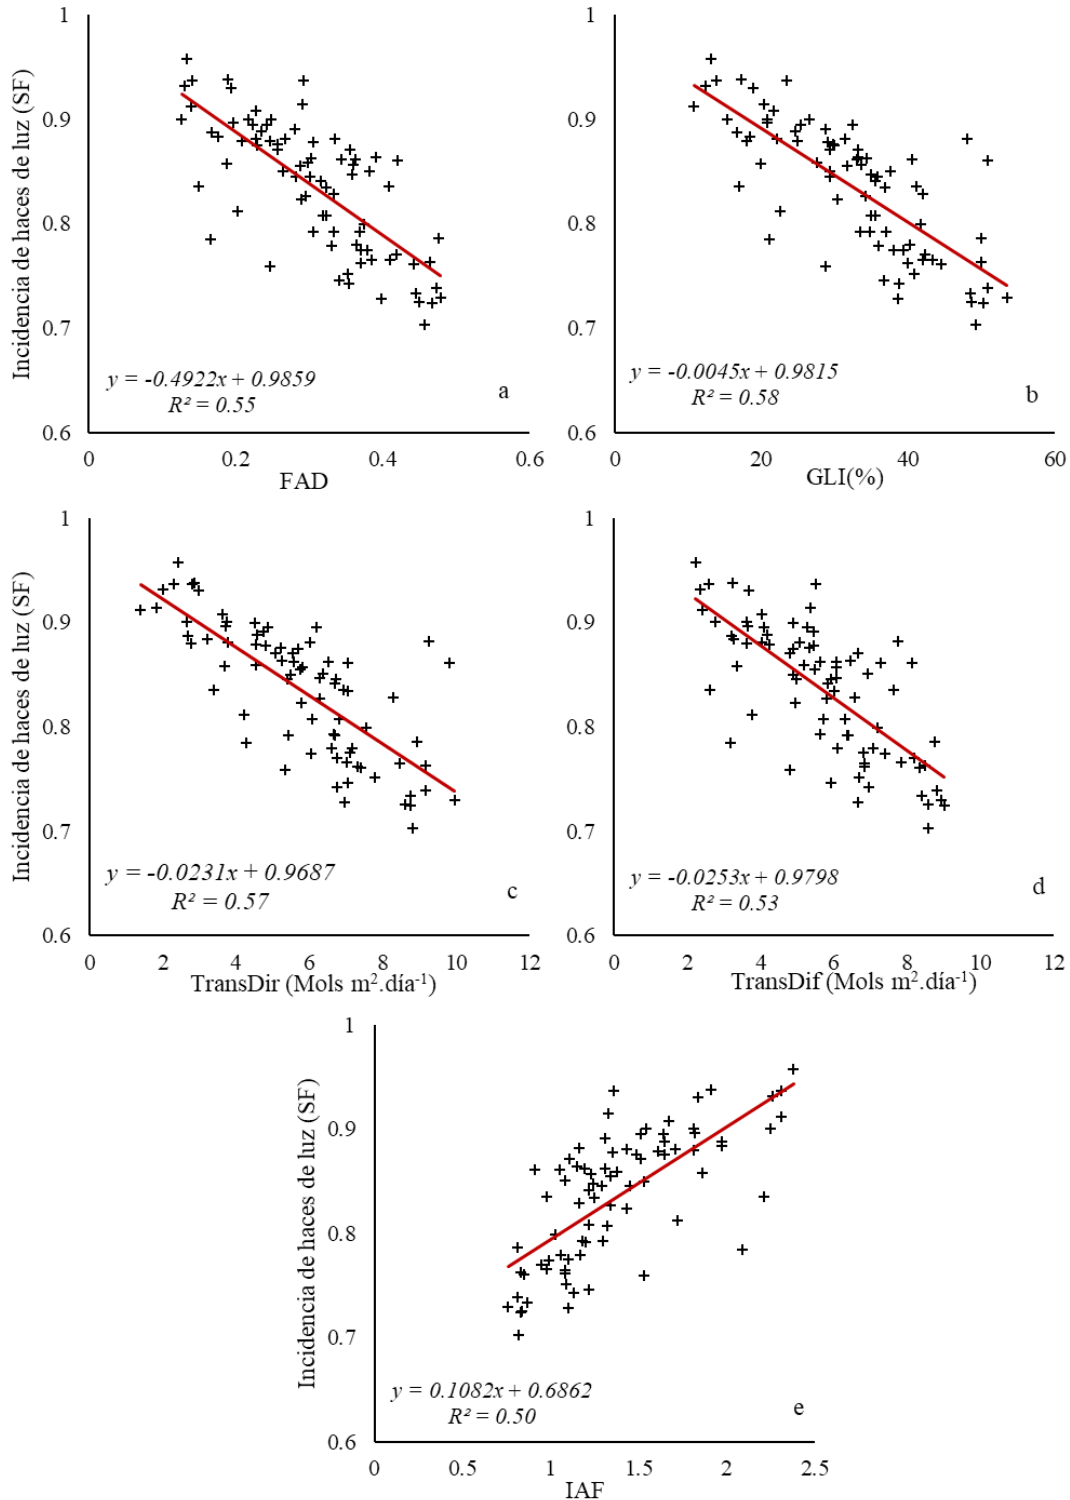 1
0.9
0.8
0.7
0.6
Incidencia de haces de luz (SF)
y = -0.4922x + 0.9859
R² = 0.55
a
0 0.2 0.4 0.6
FAD
1
0.9
0.8
0.7
0.6
y = -0.0045x + 0.9815
R² = 0.58
b
0 20 40 60
GLI(%)
1
0.9
0.8
0.7
0.6
Incidencia de haces de luz (SF)
y = -0.0231x + 0.9687
R² = 0.57
c
0 2 4 6 8 10 12
TransDir (Mols m².día⁻¹)
1
0.9
0.8
0.7
0.6
y = -0.0253x + 0.9798
R² = 0.53
d
0 2 4 6 8 10 12
TransDif (Mols m².día⁻¹)
1
0.9
0.8
0.7
0.6
Incidencia de haces de luz (SF)
y = 0.1082x + 0.6862
R² = 0.50
e
0 0.5 1 1.5 2 2.5
IAF